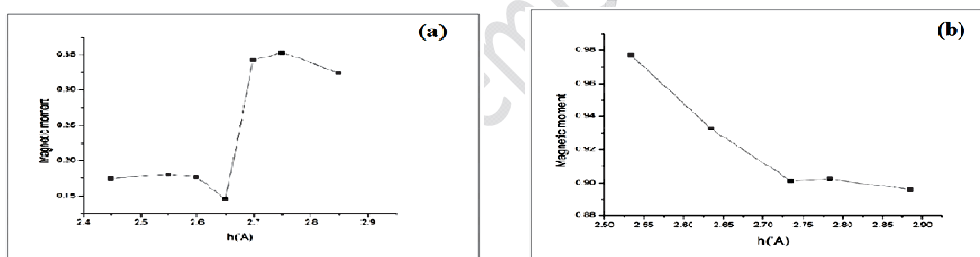 (a)
Magnetic moment
0.35
0.30
0.25
0.20
0.15
2.4 2.5 2.6 2.7 2.8 2.9
h(°A)
(b)
Magnetic moment
0.98
0.96
0.94
0.92
0.90
0.88
2.50 2.55 2.60 2.65 2.70 2.75 2.80 2.85 2.90
h(°A)